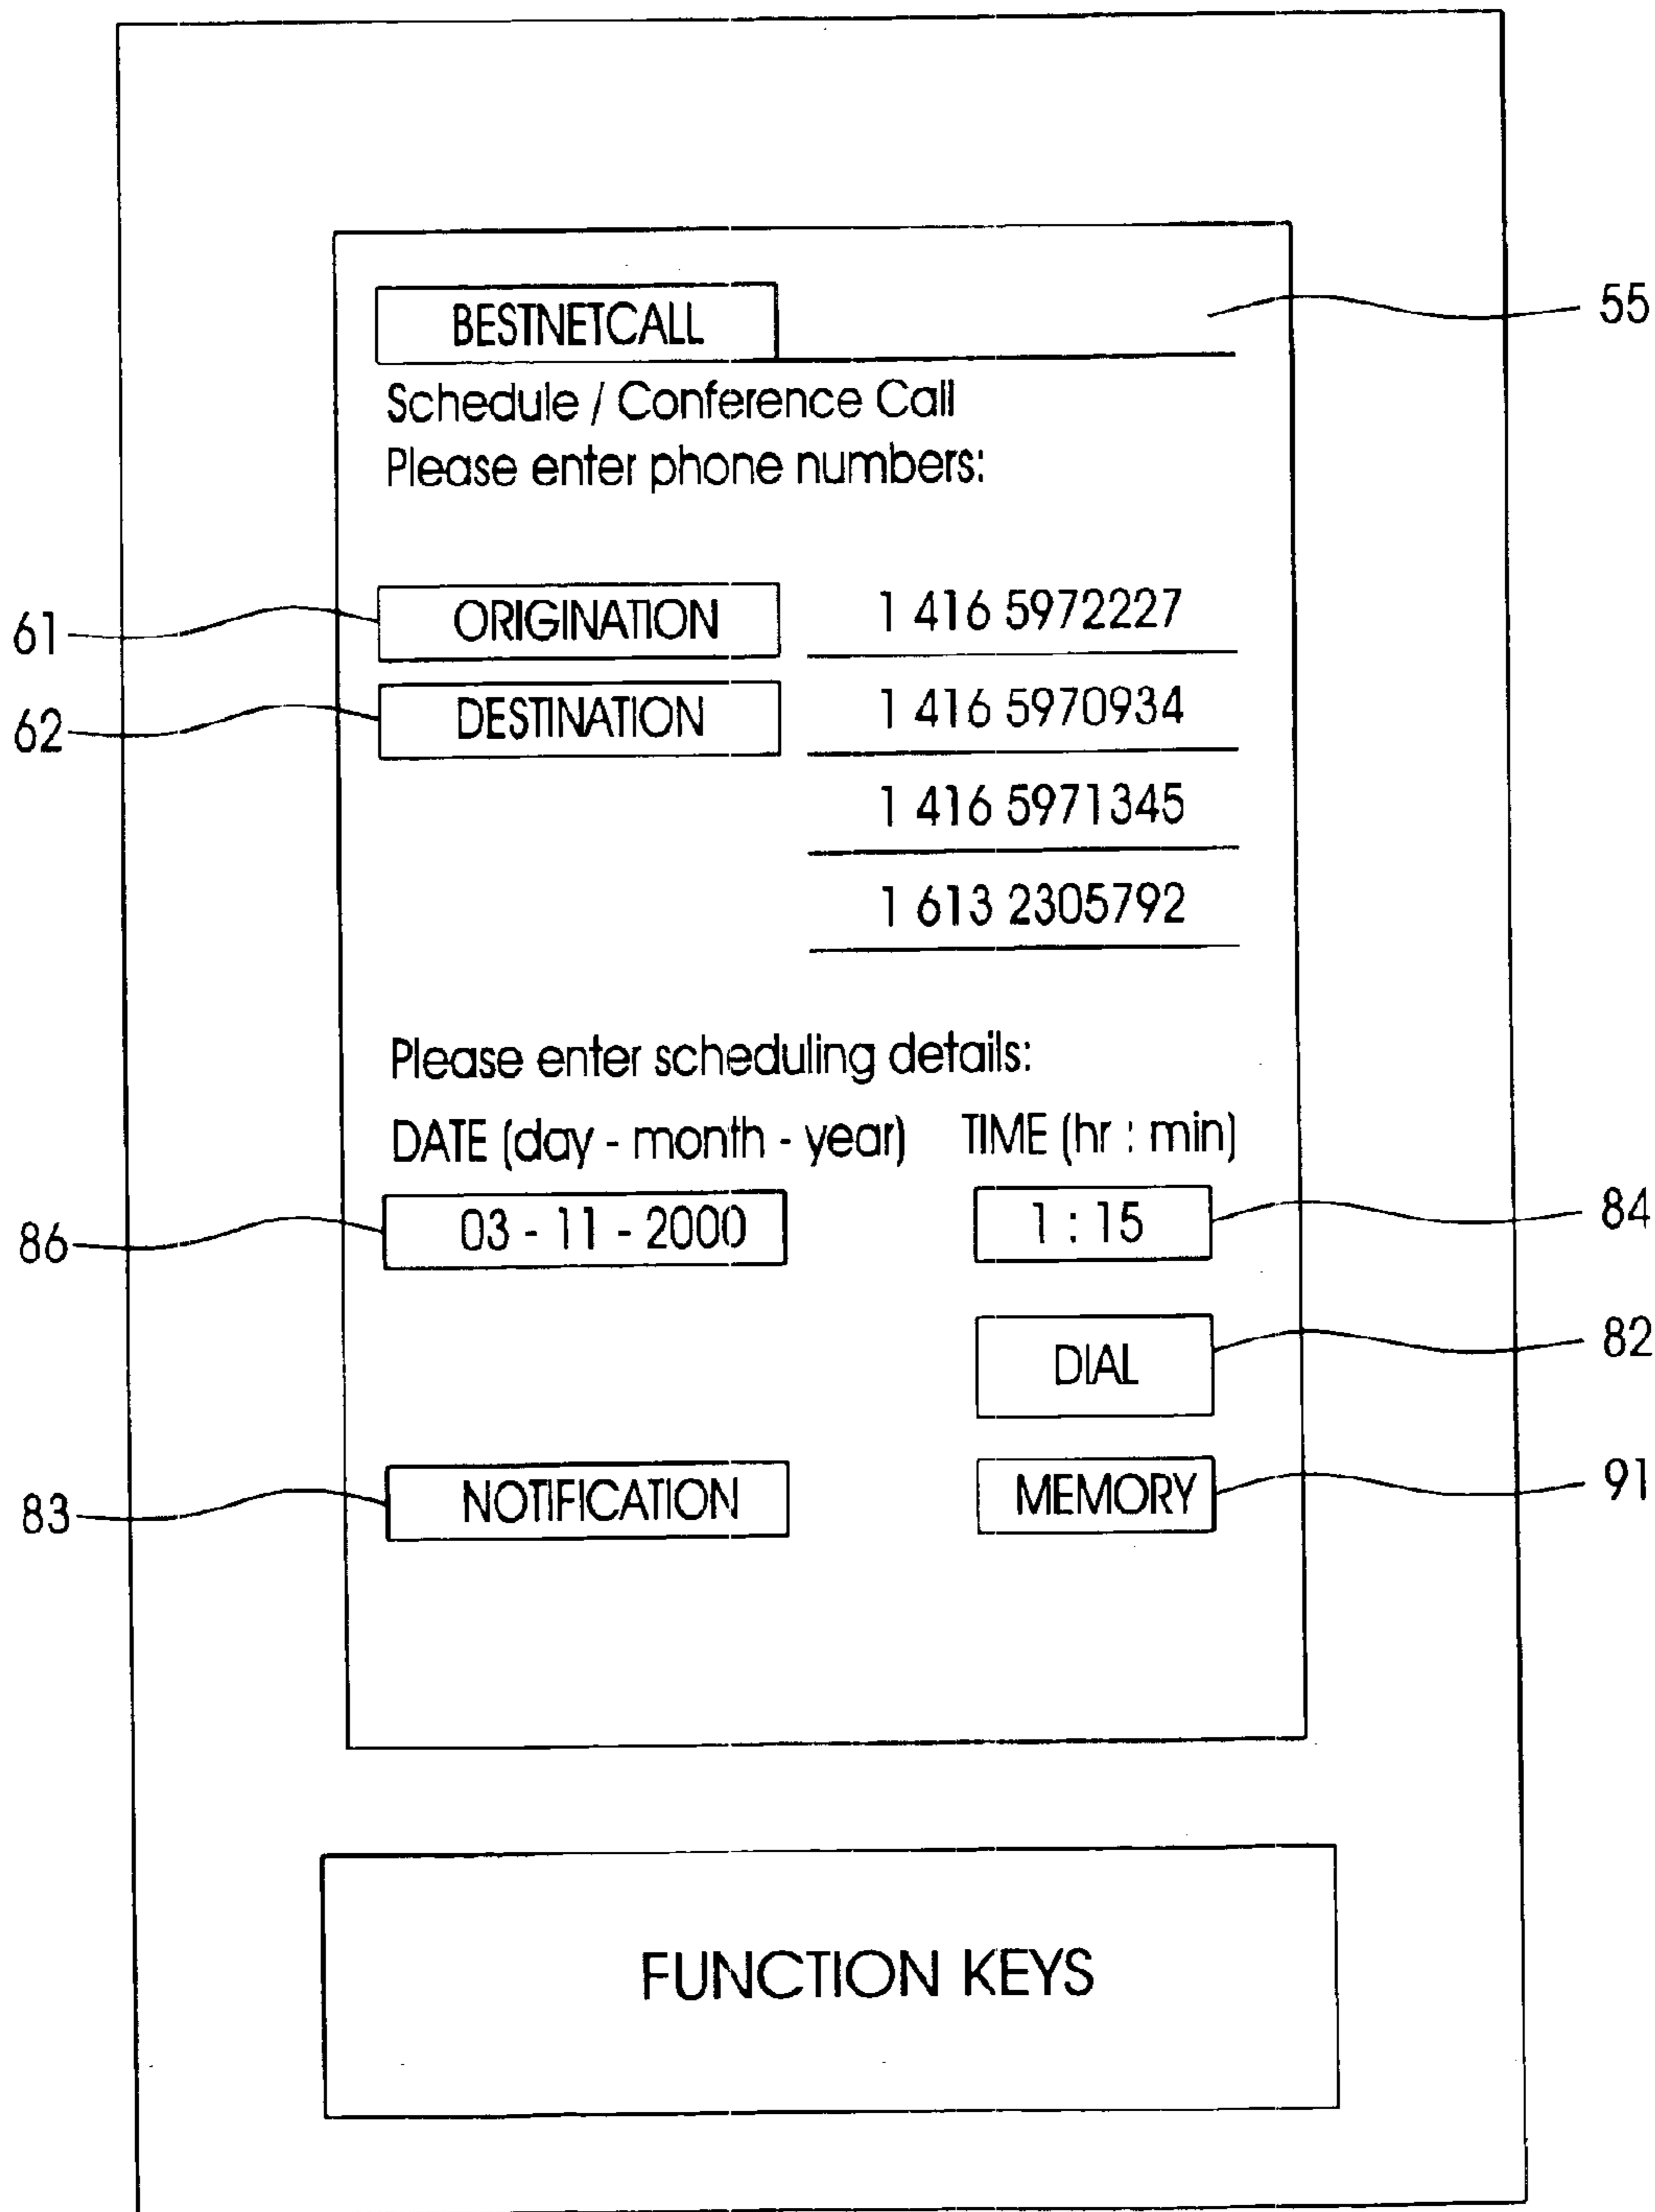 BESTNETCALL 55
Schedule / Conference Call
Please enter phone numbers:
61 ORIGINATION 1 416 5972227
62 DESTINATION 1 416 5970934
1 416 5971345
1 613 2305792
Please enter scheduling details:
DATE (day - month - year) TIME (hr : min)
86 03 - 11 - 2000 1 : 15 84
DIAL 82
83 NOTIFICATION MEMORY 91
FUNCTION KEYS